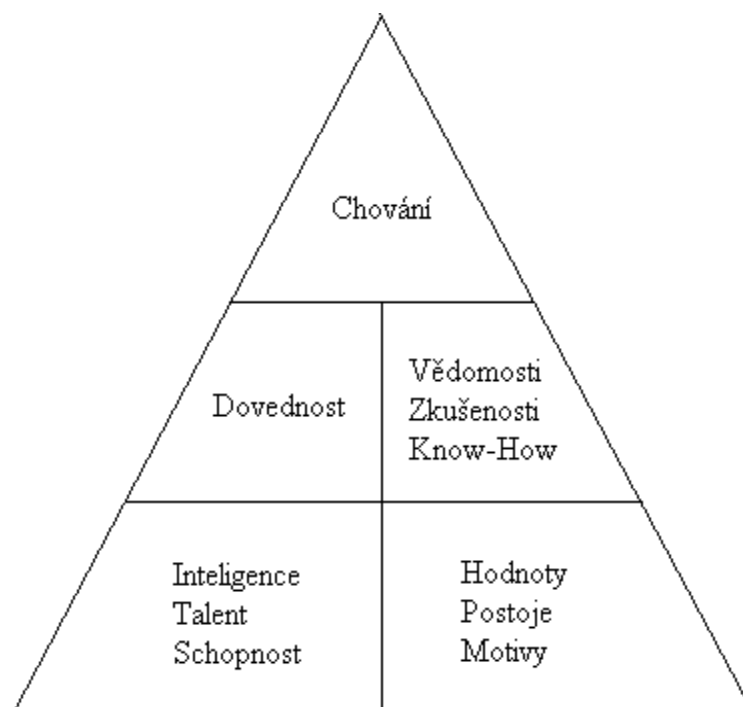 Chování
Dovednost
Vědomosti
Zkušenosti
Know-How
Inteligence
Talent
Schopnost
Hodnoty
Postoje
Motivy